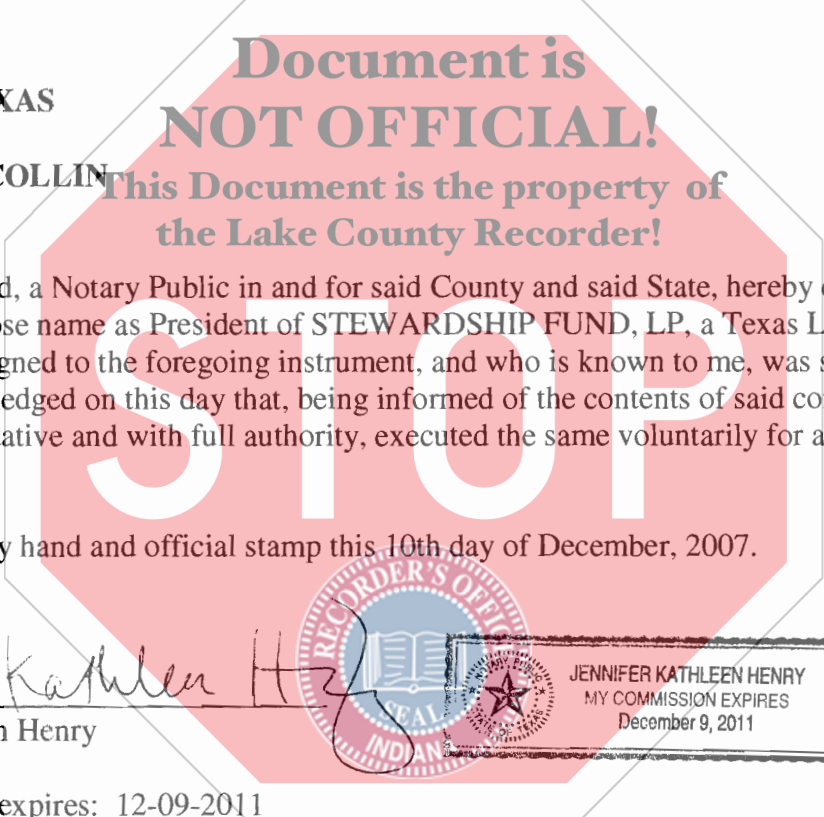 Document is
NOT OFFICIAL!
XAS
COLLIN
This Document is the property of
the Lake County Recorder!
d, a Notary Public in and for said County and said State, hereby
ose name as President of STEWARDSHIP FUND, LP, a Texas L
gned to the foregoing instrument, and who is known to me, was s
edged on this day that, being informed of the contents of said co
ative and with full authority, executed the same voluntarily for a
STOP
y hand and official stamp this 10th day of December, 2007.
RECORDER'S OFFICE
SEAL
INDIANA
Kathleen H
n Henry
NOTARY PUBLIC
STATE OF TEXAS
JENNIFER KATHLEEN HENRY
MY COMMISSION EXPIRES
December 9, 2011
expires: 12-09-2011